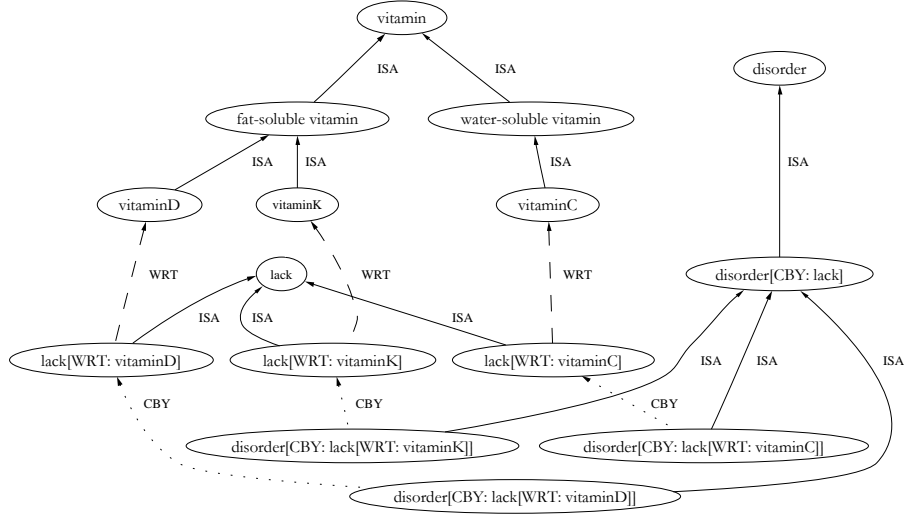 vitamin
ISA
ISA
disorder
fat-soluble vitamin
water-soluble vitamin
ISA
ISA
ISA
ISA
vitaminD
vitaminK
vitaminC
WRT
lack
WRT
WRT
disorder[CBY: lack]
ISA
ISA
ISA
lack[WRT: vitaminD]
lack[WRT: vitaminK]
lack[WRT: vitaminC]
ISA
ISA
ISA
CBY
CBY
CBY
disorder[CBY: lack[WRT: vitaminK]]
disorder[CBY: lack[WRT: vitaminC]]
disorder[CBY: lack[WRT: vitaminD]]